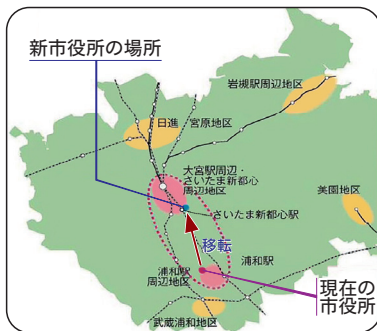 新市役所の場所
岩槻駅周辺地区
日進
宮原地区
大宮駅周辺・
さいたま新都心
周辺地区
美園地区
さいたま新都心駅
移転
浦和駅
浦和駅
周辺地区
現在の
市役所
武蔵浦和地区